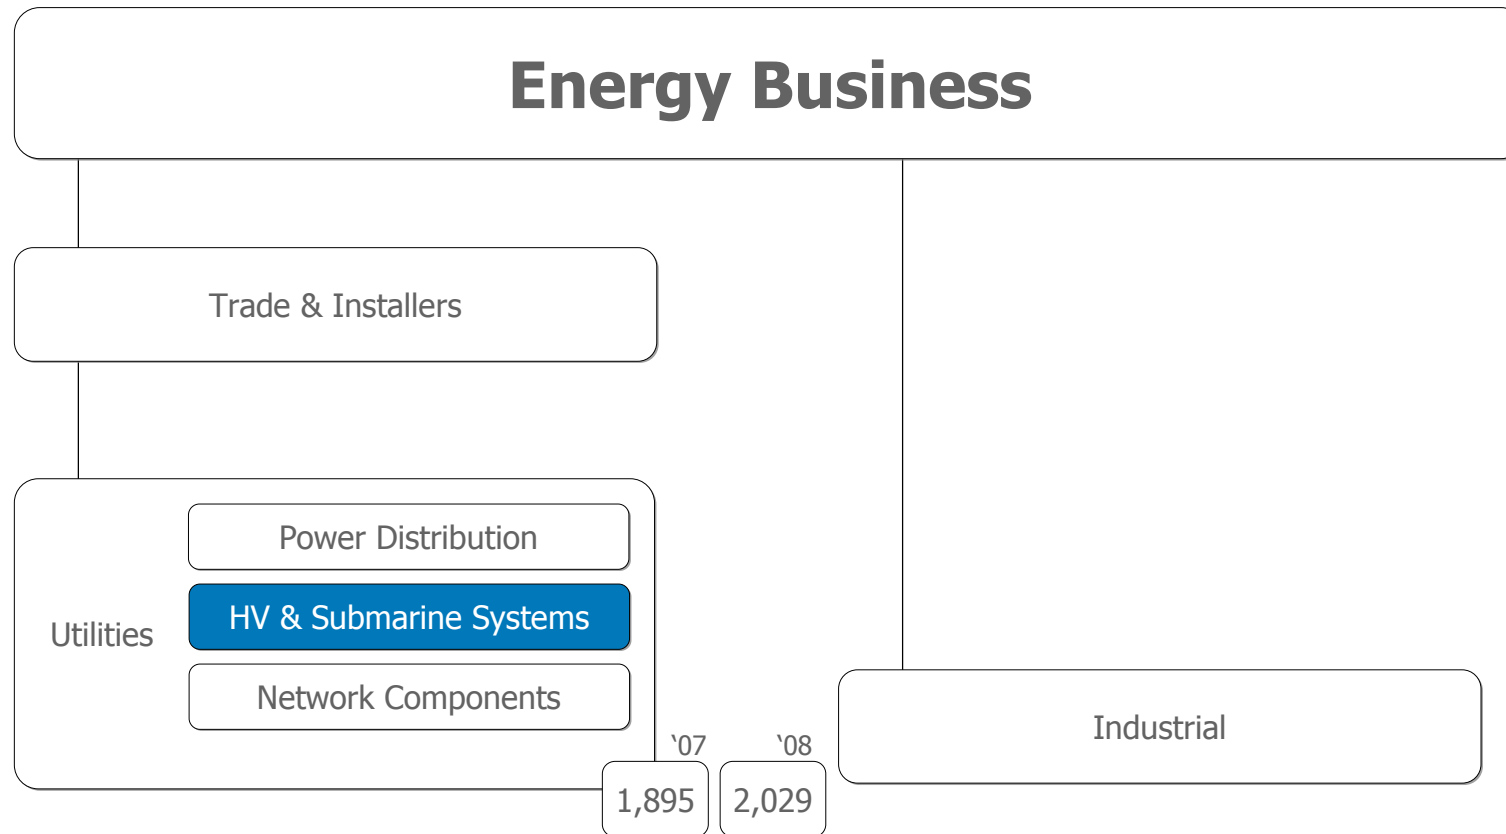 Energy Business
Trade & Installers
Utilities
Power Distribution
HV & Submarine Systems
Network Components
‘07 ‘08
1,895 2,029
Industrial